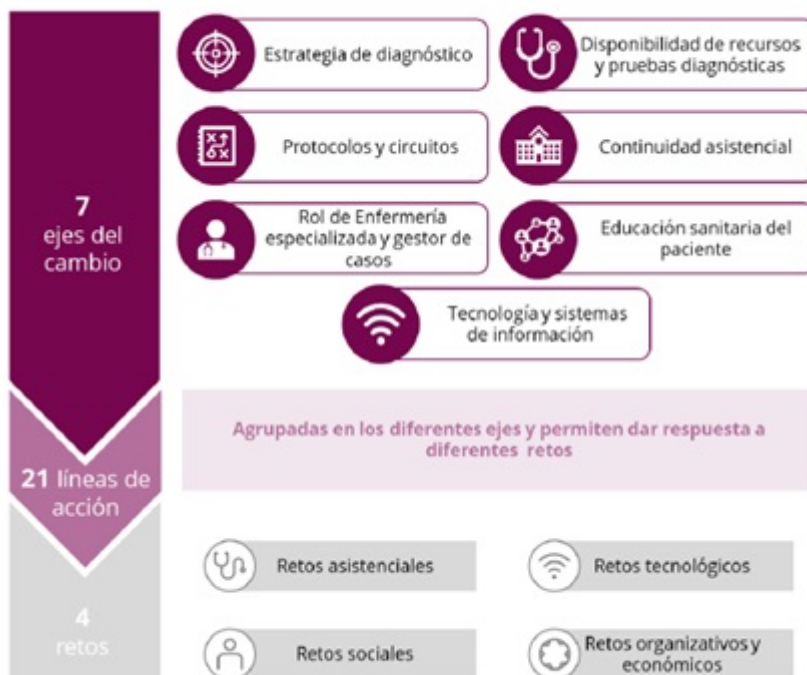 Estrategia de diagnóstico
Disponibilidad de recursos
y pruebas diagnósticas
Protocolos y circuitos
Continuidad asistencial
7
ejes del
cambio
Rol de Enfermería
especializada y gestor de
casos
Educación sanitaria del
paciente
Tecnología y sistemas
de información
Agrupadas en los diferentes ejes y permiten dar respuesta a
diferentes retos
21 líneas de
acción
Retos asistenciales
Retos tecnológicos
4
retos
Retos sociales
Retos organizativos y
económicos